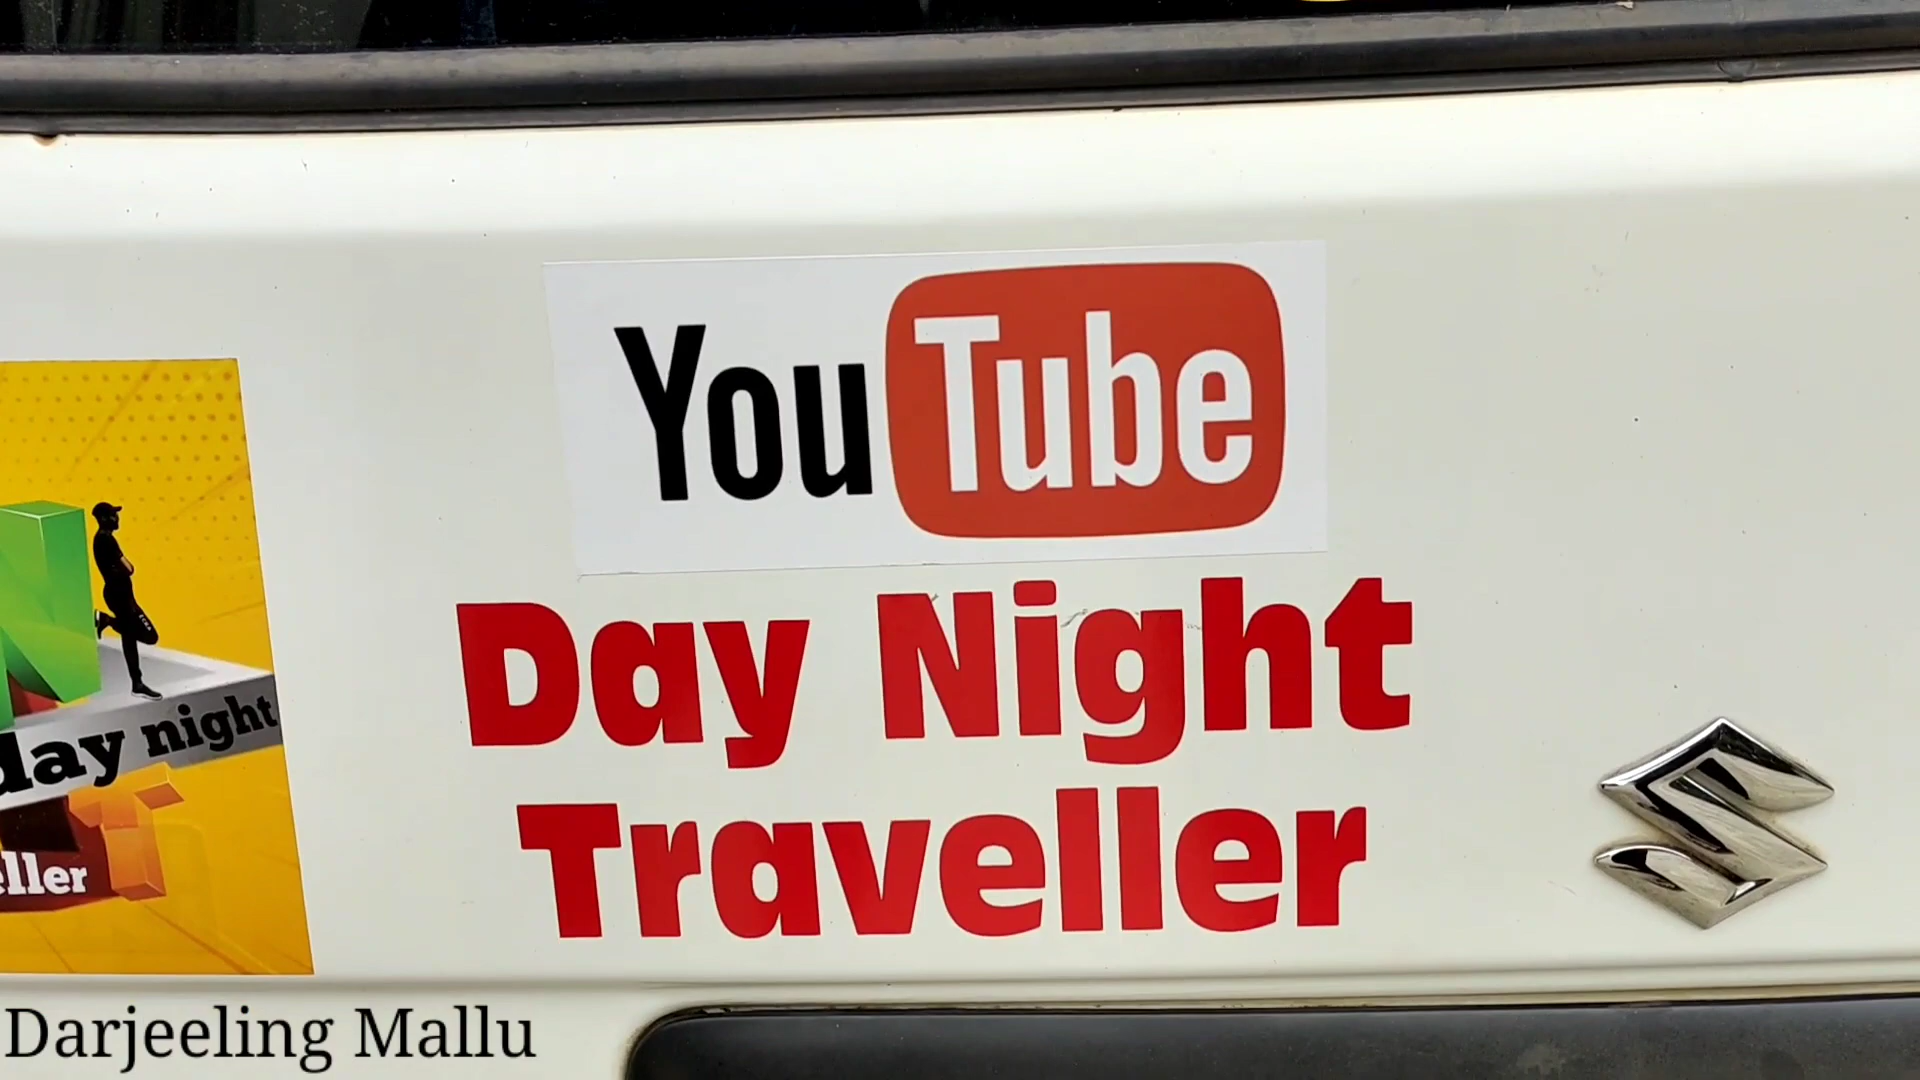 YouTube
Day Night
Traveller
day night
eller
Darjeeling Mallu